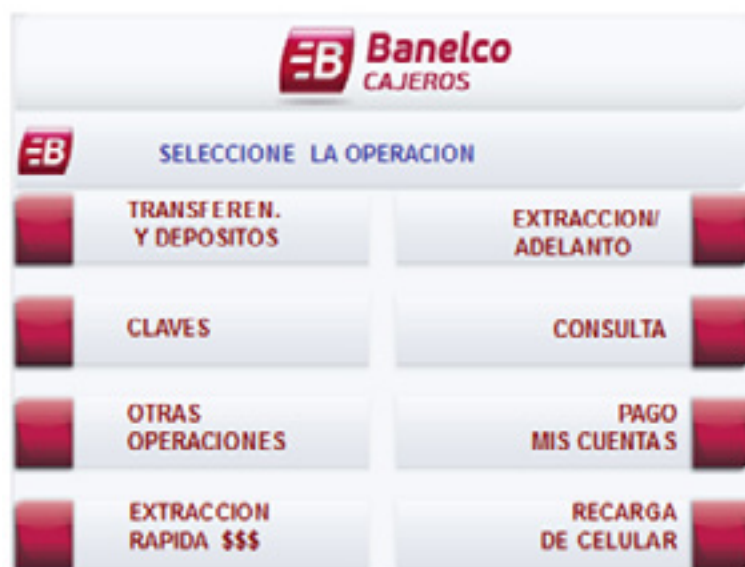 Banelco
CAJEROS
SELECCIONE LA OPERACION
TRANSFEREN.
Y DEPOSITOS
EXTRACCION/
ADELANTO
CLAVES
CONSULTA
OTRAS
OPERACIONES
PAGO
MIS CUENTAS
EXTRACCION
RAPIDA $$$
RECARGA
DE CELULAR